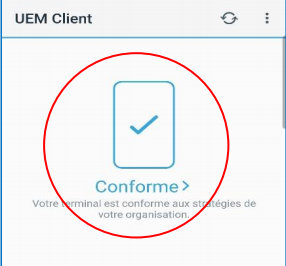 UEM Client
Conforme >
Votre terminal est conforme aux stratégies de
votre organisation.